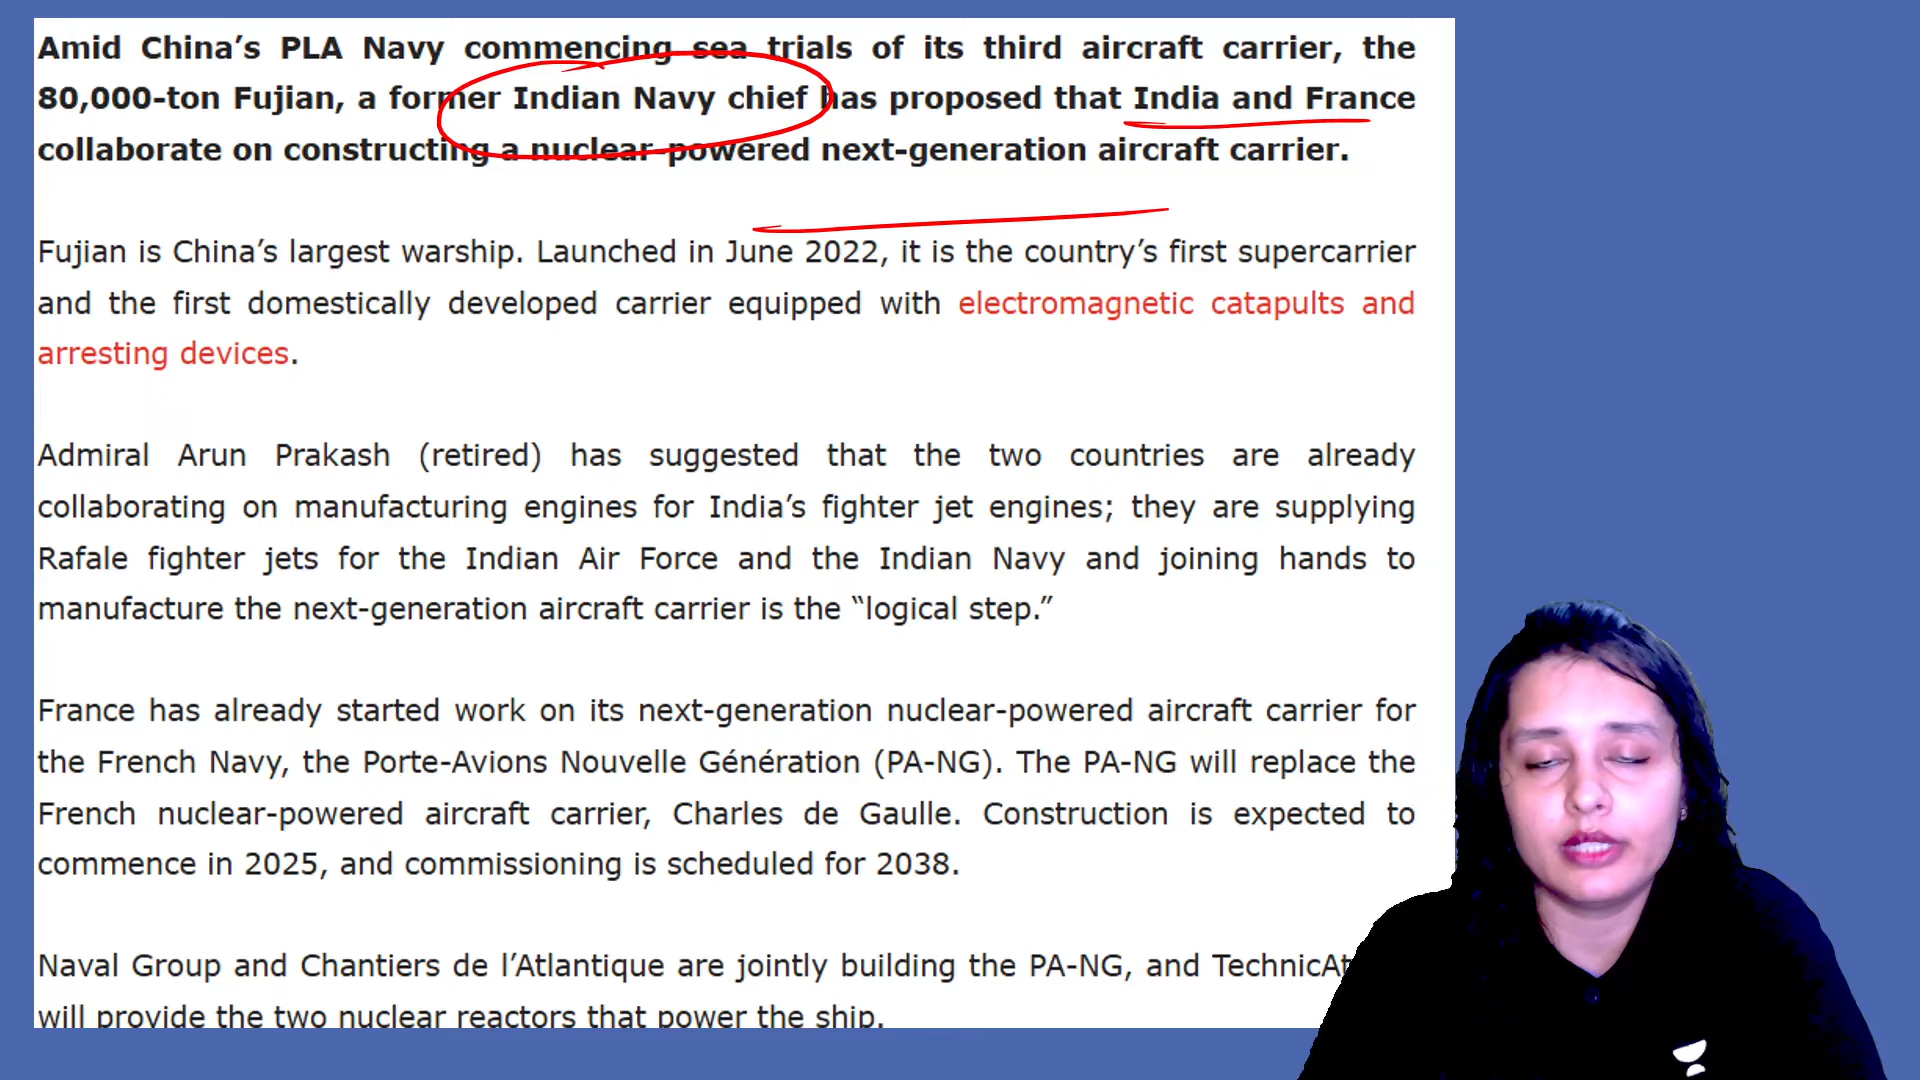 Amid China’s PLA Navy commencing sea trials of its third aircraft carrier, the
80,000-ton Fujian, a former Indian Navy chief has proposed that India and France
collaborate on constructing a nuclear-powered next-generation aircraft carrier.
Fujian is China’s largest warship. Launched in June 2022, it is the country’s first supercarrier
and the first domestically developed carrier equipped with electromagnetic catapults and
arresting devices.
Admiral Arun Prakash (retired) has suggested that the two countries are already
collaborating on manufacturing engines for India’s fighter jet engines; they are supplying
Rafale fighter jets for the Indian Air Force and the Indian Navy and joining hands to
manufacture the next-generation aircraft carrier is the “logical step.”
France has already started work on its next-generation nuclear-powered aircraft carrier for
the French Navy, the Porte-Avions Nouvelle Génération (PA-NG). The PA-NG will replace the
French nuclear-powered aircraft carrier, Charles de Gaulle. Construction is expected to
commence in 2025, and commissioning is scheduled for 2038.
Naval Group and Chantiers de l’Atlantique are jointly building the PA-NG, and
will provide the two nuclear reactors that power the ship.